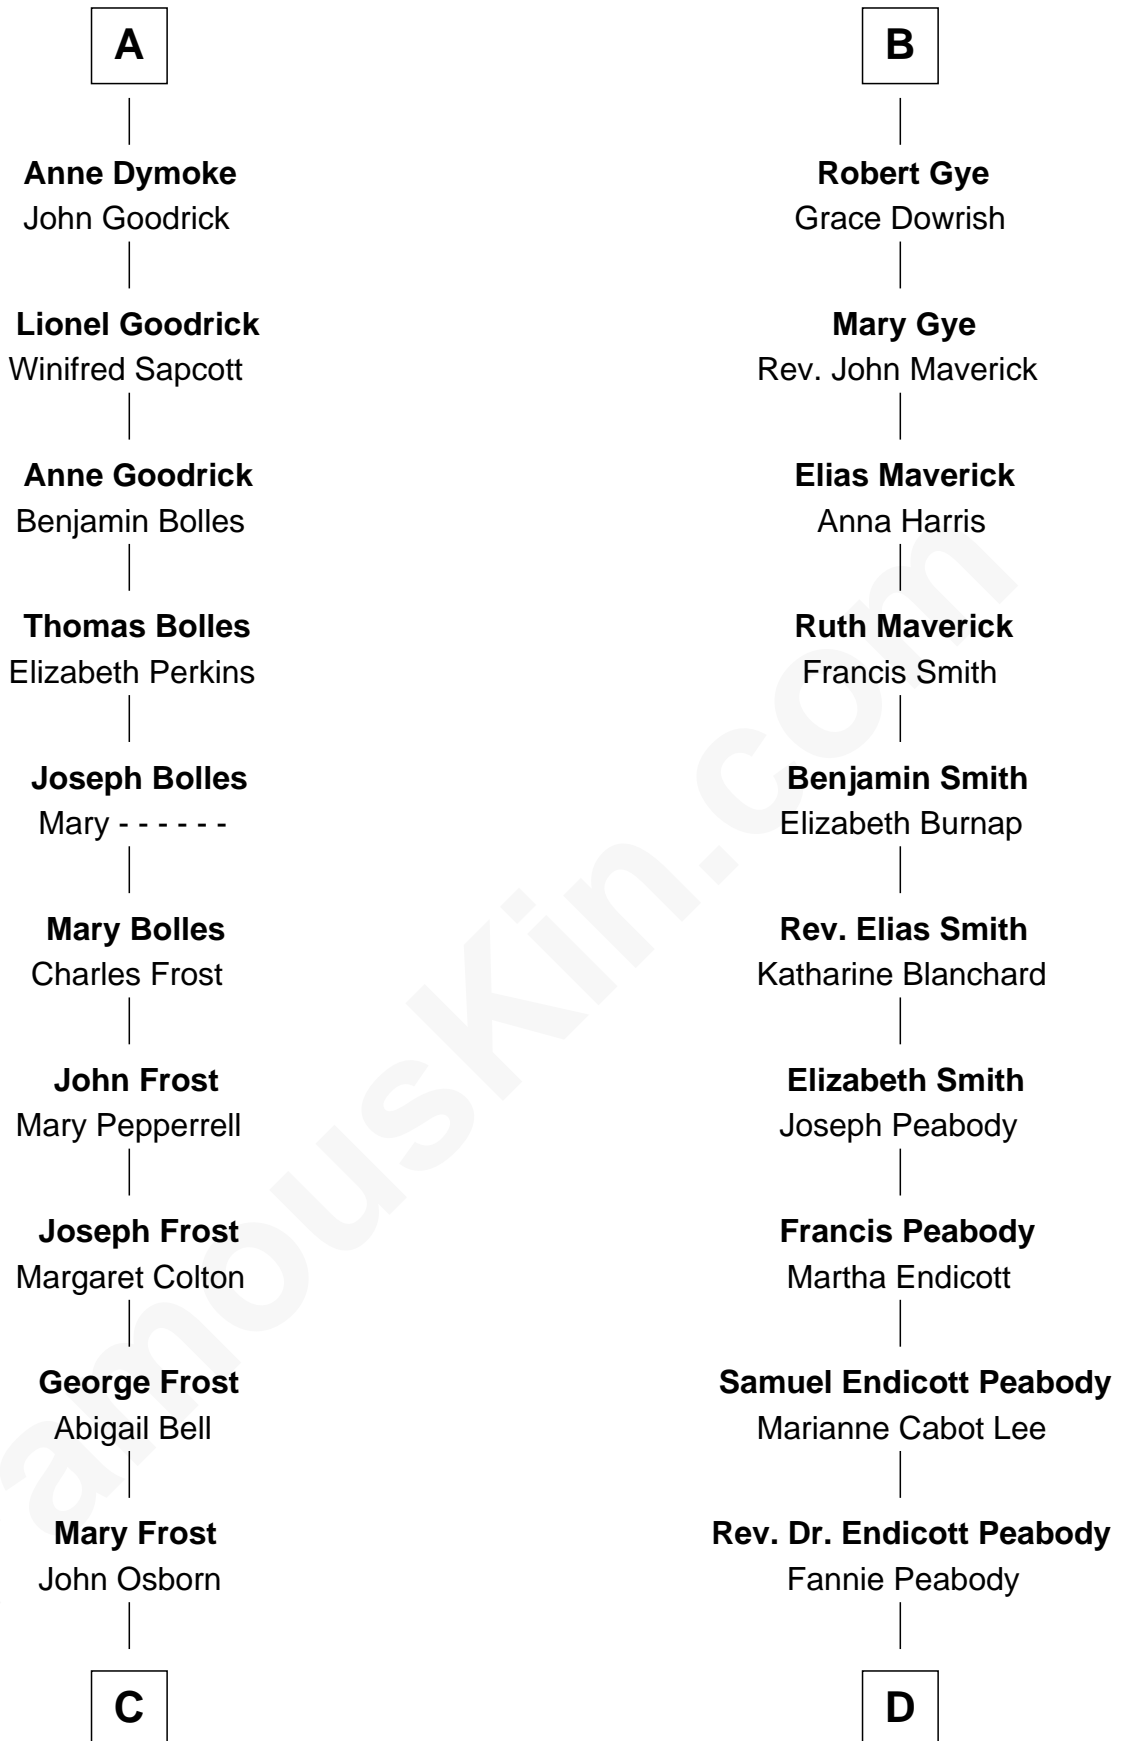 A
Anne Dymoke
John Goodrick
Lionel Goodrick
Winifred Sapcott
Anne Goodrick
Benjamin Bolles
Thomas Bolles
Elizabeth Perkins
Joseph Bolles
Mary - - - - - -
Mary Bolles
Charles Frost
John Frost
Mary Pepperrell
Joseph Frost
Margaret Colton
George Frost
Abigail Bell
Mary Frost
John Osborn
C
B
Robert Gye
Grace Dowrish
Mary Gye
Rev. John Maverick
Elias Maverick
Anna Harris
Ruth Maverick
Francis Smith
Benjamin Smith
Elizabeth Burnap
Rev. Elias Smith
Katharine Blanchard
Elizabeth Smith
Joseph Peabody
Francis Peabody
Martha Endicott
Samuel Endicott Peabody
Marianne Cabot Lee
Rev. Dr. Endicott Peabody
Fannie Peabody
D
amousKin.com